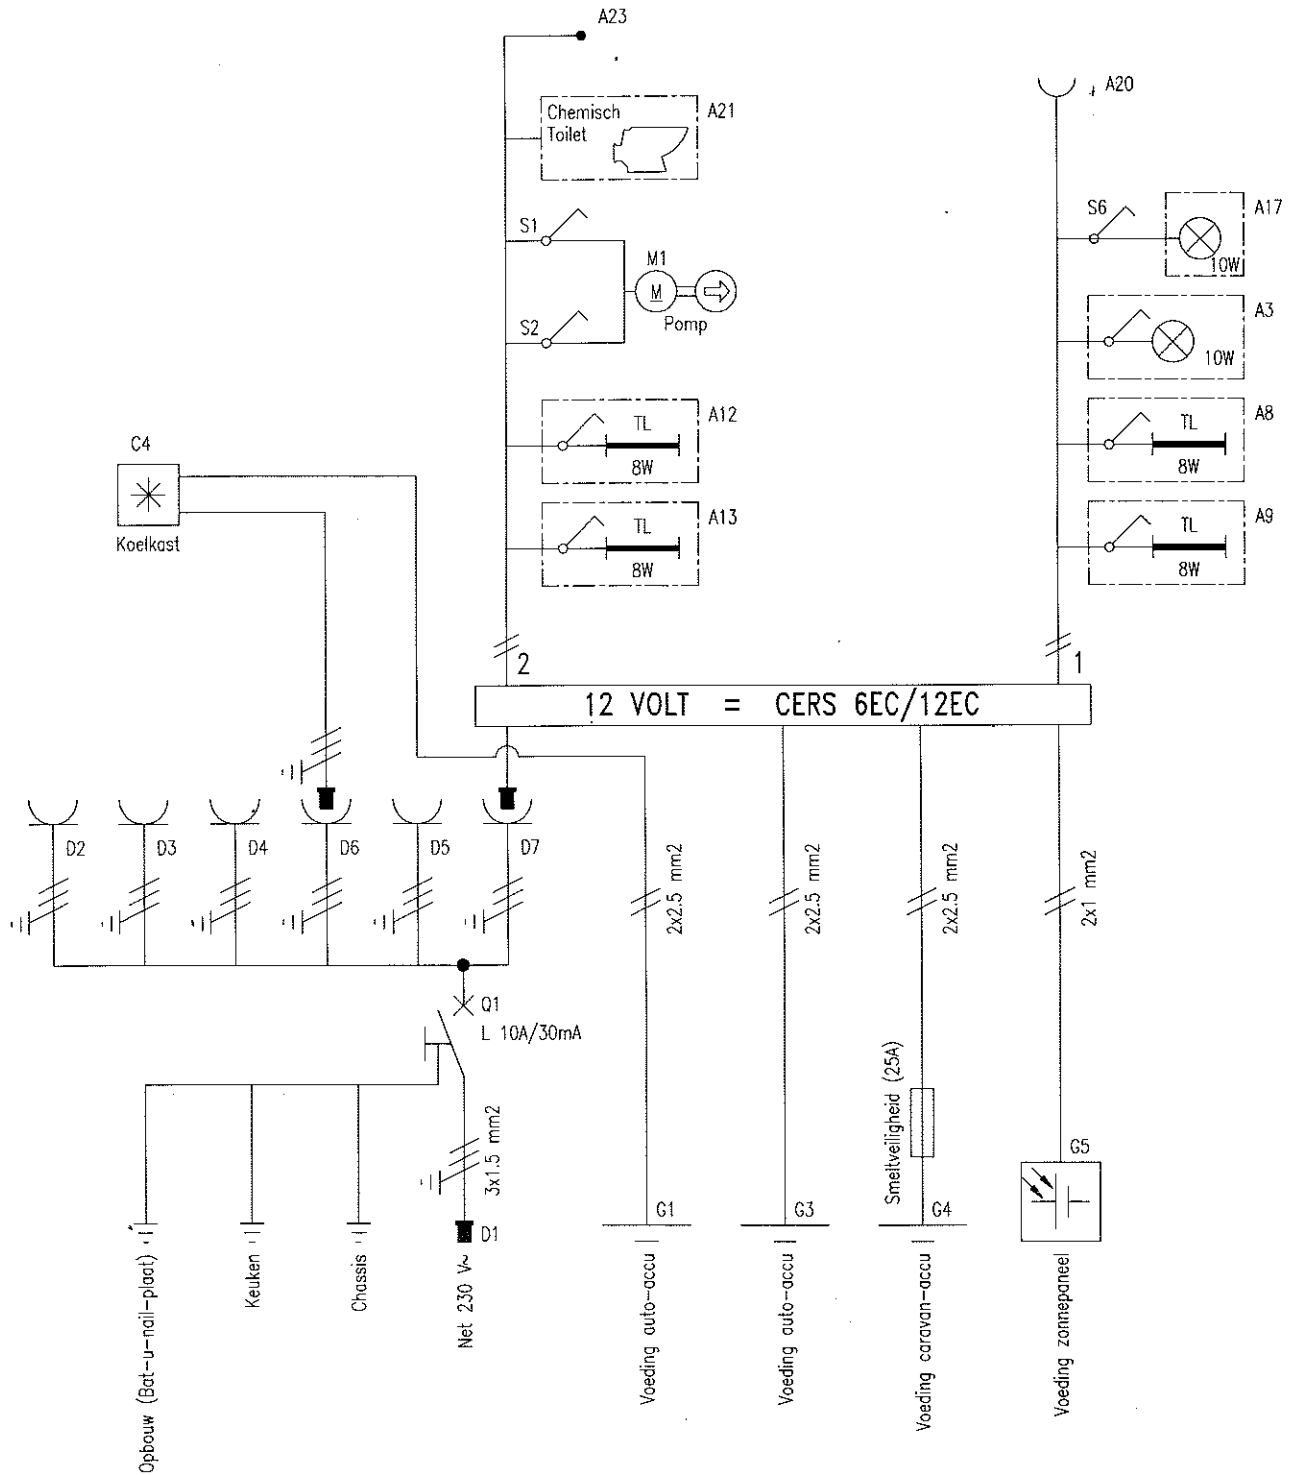 A23
Chemisch
Toilet
A21
A20
S1
S6
A17
10W
M1
M
S2
Pomp
A3
10W
C4
Koelkast
TL
8W
A12
TL
8W
A8
TL
8W
A13
TL
8W
A9
2
1
12 VOLT = CERS 6EC/12EC
D2
D3
D4
D6
D5
D7
2x2.5 mm2
2x2.5 mm2
2x2.5 mm2
2x1 mm2
Q1
L 10A/30mA
3x1.5 mm2
Smeltveiligheid (25A)
D1
G1
G3
G4
G5
Opbouw (Bat-u-nail-plaat)
Keuken
Chassis
Net 230 V~
Voeding auto-accu
Voeding auto-accu
Voeding caravan-accu
Voeding zonnepaneel